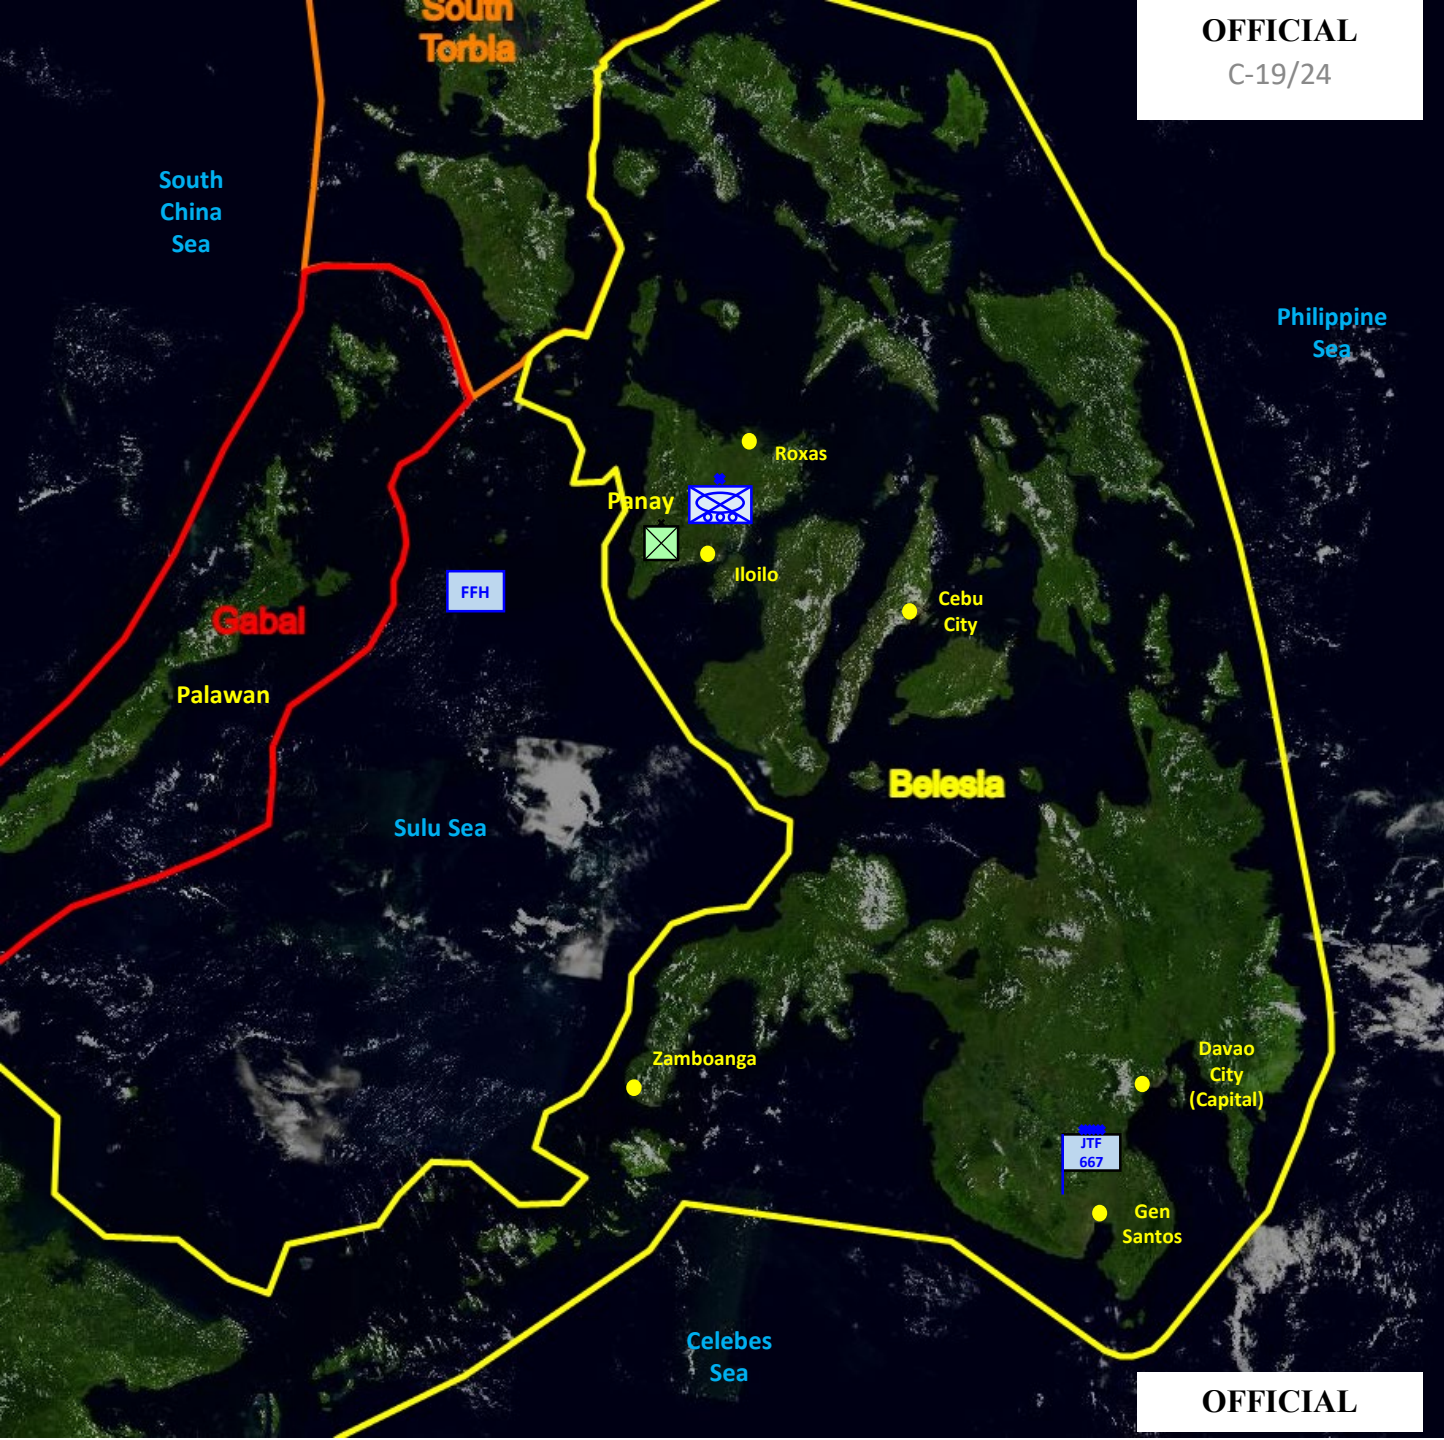 South
Torbia
OFFICIAL
C-19/24
South
China
Sea
Philippine
Sea
Roxas
Panay
Iloilo
FFH
Cebu
City
Gabal
Palawan
Belesia
Sulu Sea
Zamboanga
Davao
City
(Capital)
JTF
667
Gen
Santos
Celebes
Sea
OFFICIAL